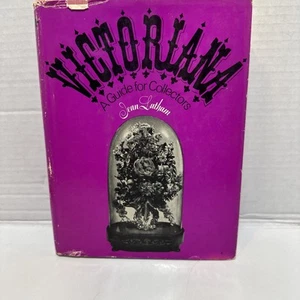 VICTORIANA
A Guide for Collectors
Jean Latham